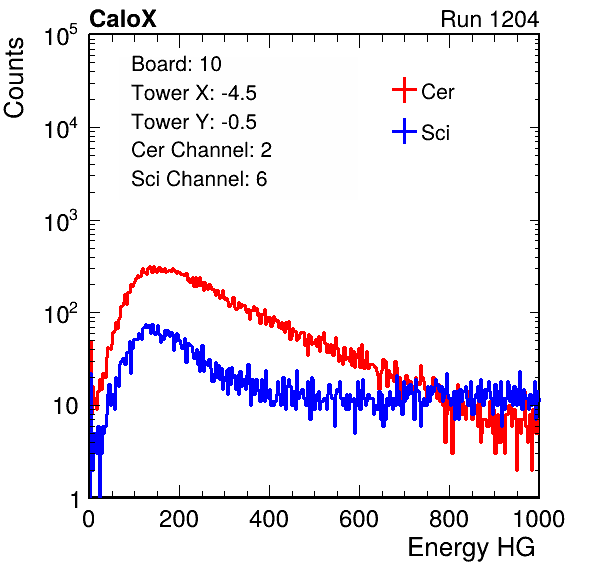 CaloX Run 1204
Counts
10^5
10^4
10^3
10^2
10
1
Board: 10
Tower X: -4.5
Tower Y: -0.5
Cer Channel: 2
Sci Channel: 6
Cer
Sci
0 200 400 600 800 1000
Energy HG